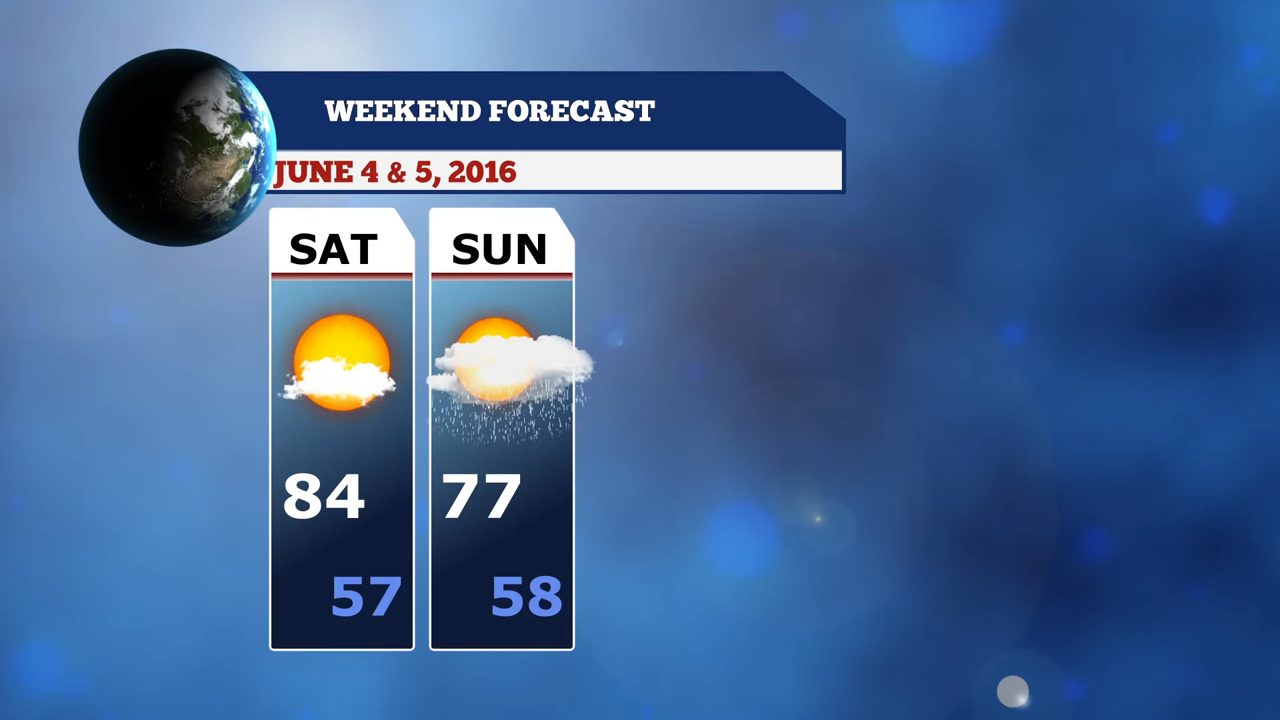 WEEKEND FORECAST
JUNE 4 & 5, 2016
SAT SUN
84 77
57 58